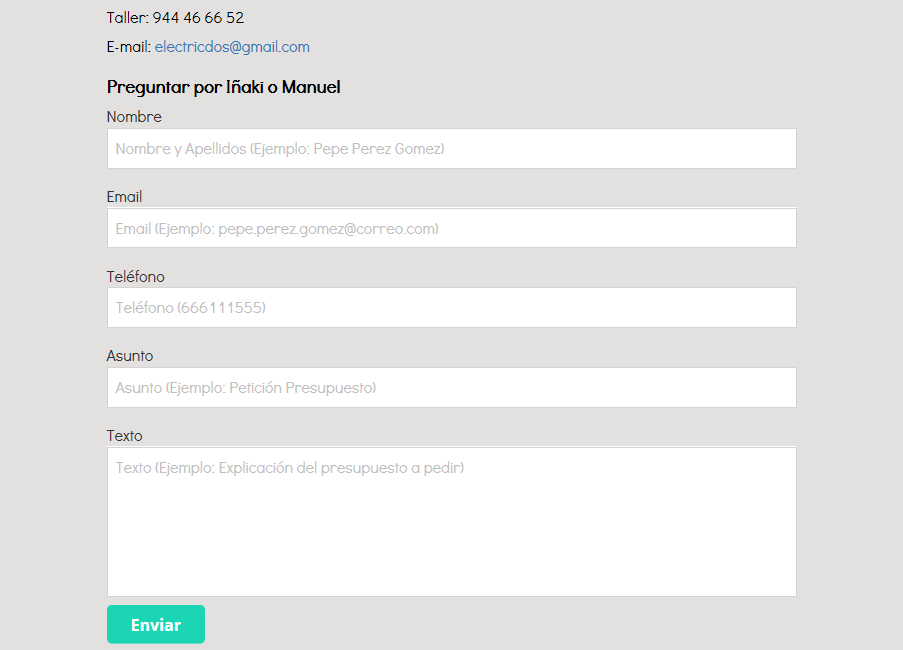 Taller: 944 46 66 52
E-mail: electricdos@gmail.com
Preguntar por Iñaki o Manuel
Nombre
Nombre y Apellidos (Ejemplo: Pepe Perez Gomez)
Email
Email (Ejemplo: pepe.perez.gomez@correo.com)
Teléfono
Teléfono (666111555)
Asunto
Asunto (Ejemplo: Petición Presupuesto)
Texto
Texto (Ejemplo: Explicación del presupuesto a pedir)
Enviar